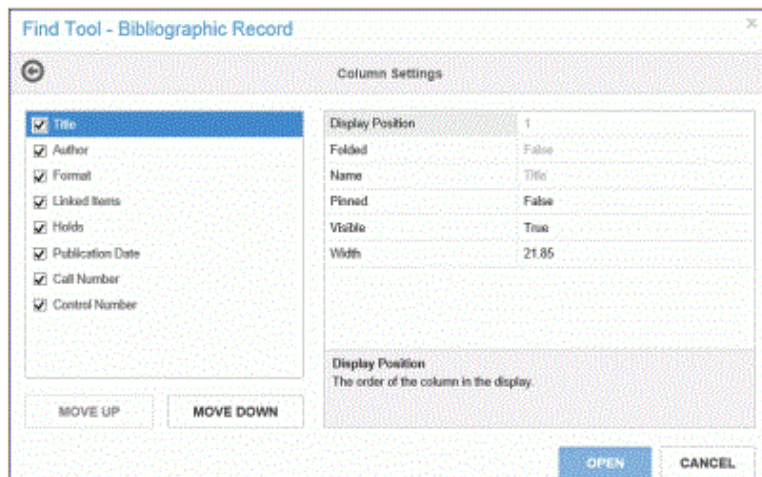 Find Tool - Bibliographic Record
Column Settings
Title
Author
Format
Linked Items
Holds
Publication Date
Call Number
Control Number
Display Position 1
Folded False
Name Title
Pinned False
Visible True
Width 21.85
Display Position
The order of the column in the display.
MOVE UP MOVE DOWN
OPEN CANCEL